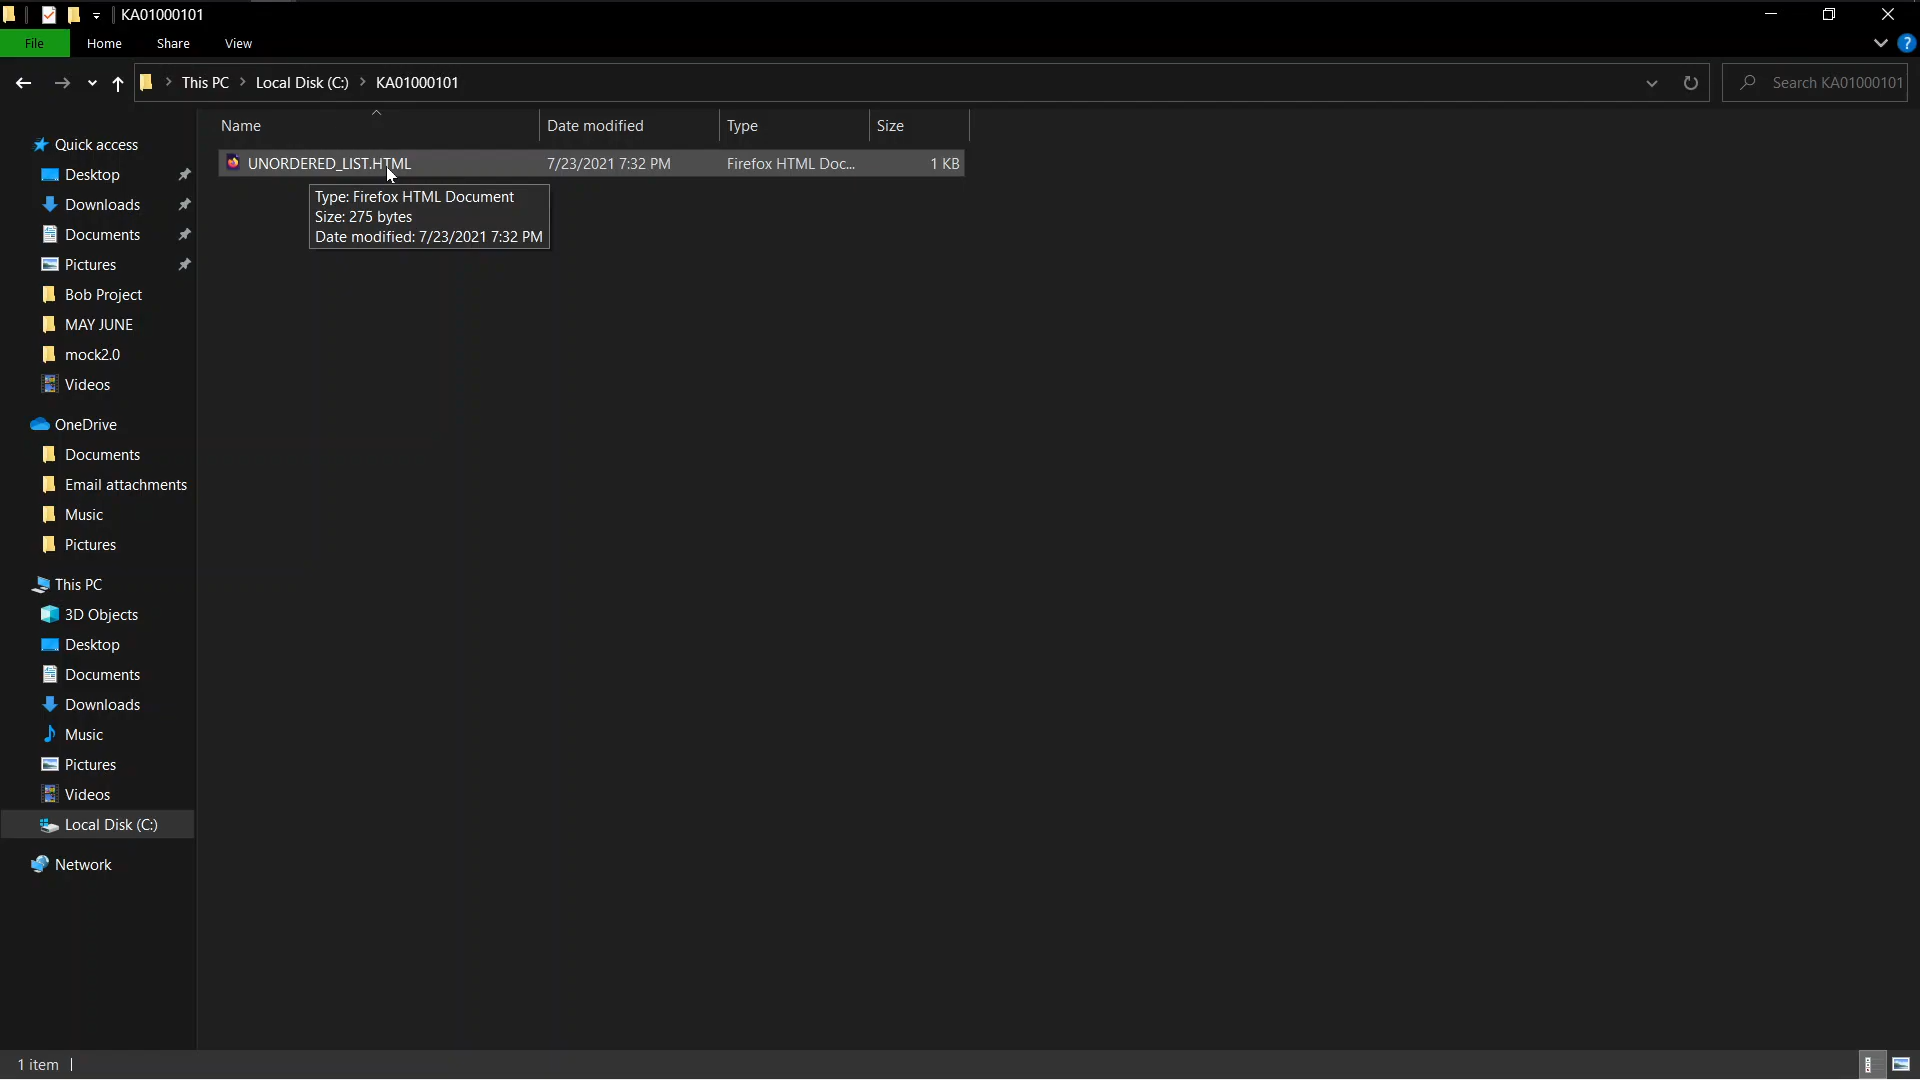 KA01000101
File Home Share View
?
This PC Local Disk (C:) KA01000101
Search KA01000101
Name Date modified Type Size
UNORDERED_LIST.HTML 7/23/2021 7:32 PM Firefox HTML Doc... 1 KB
Type: Firefox HTML Document
Size: 275 bytes
Date modified: 7/23/2021 7:32 PM
Quick access
Desktop
Downloads
Documents
Pictures
Bob Project
MAY JUNE
mock2.0
Videos
OneDrive
Documents
Email attachments
Music
Pictures
This PC
3D Objects
Desktop
Documents
Downloads
Music
Pictures
Videos
Local Disk (C:)
Network
1 item